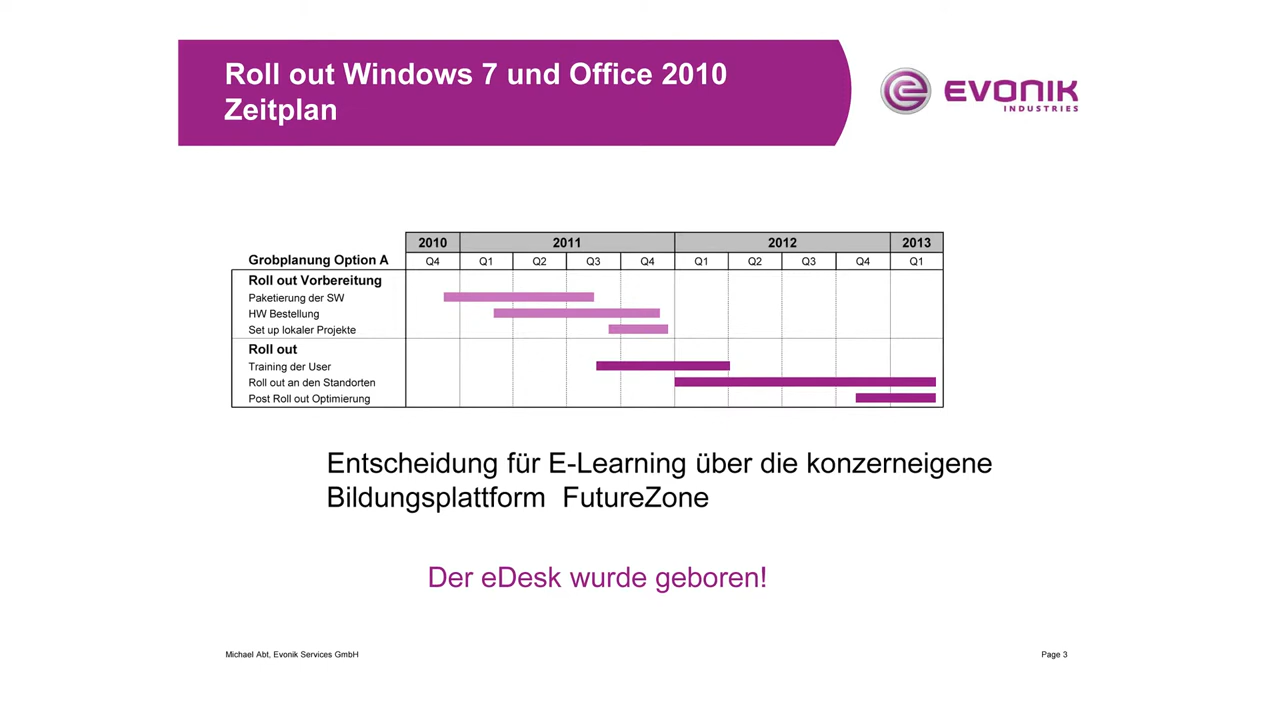 Roll out Windows 7 und Office 2010
Zeitplan
EVONIK
INDUSTRIES
2010 2011 2012 2013
Grobplanung Option A Q4 Q1 Q2 Q3 Q4 Q1 Q2 Q3 Q4 Q1
Roll out Vorbereitung
Paketierung der SW
HW Bestellung
Set up lokaler Projekte
Roll out
Training der User
Roll out an den Standorten
Post Roll out Optimierung
Entscheidung für E-Learning über die konzerneigene
Bildungsplattform FutureZone
Der eDesk wurde geboren!
Michael Abt, Evonik Services GmbH Page 3